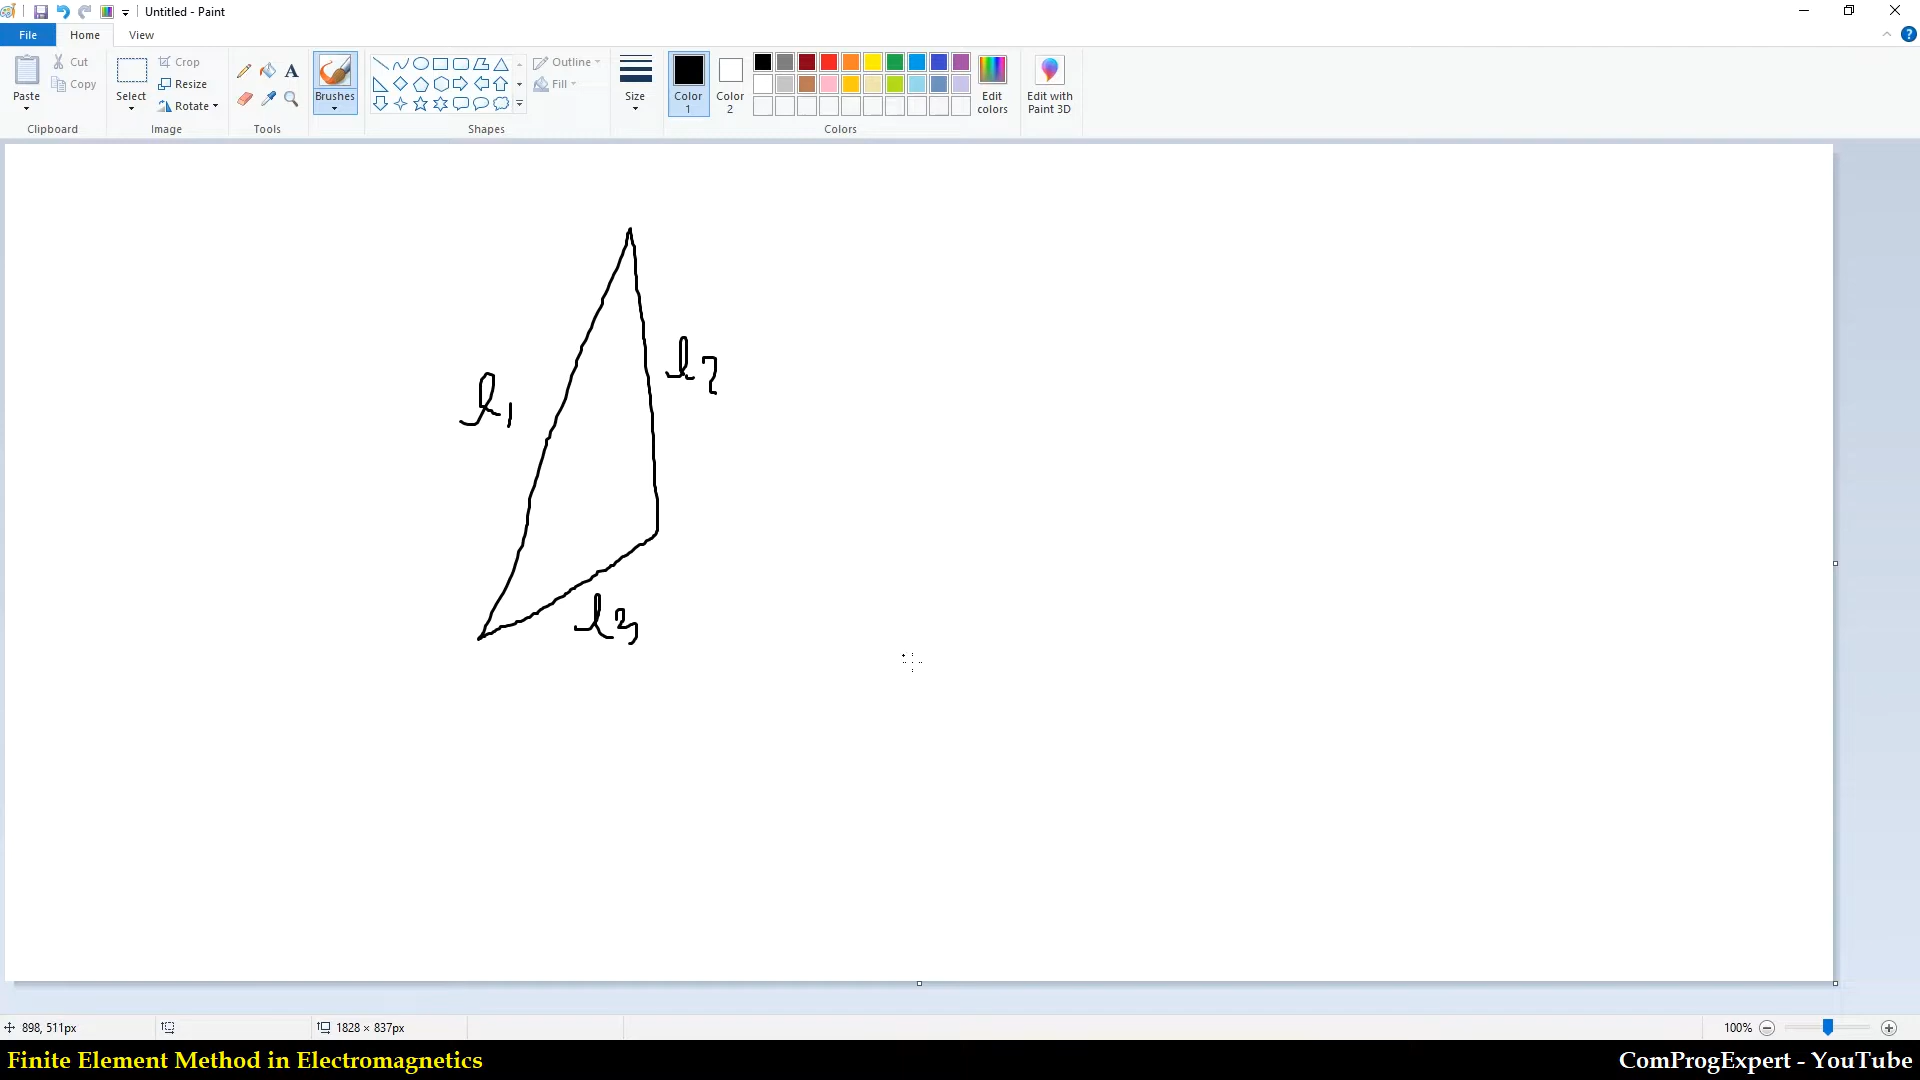 Untitled - Paint
File Home View
Paste
Cut
Copy
Clipboard
Select
Crop
Resize
Rotate
Image
A
Tools
Brushes
Shapes
Outline
Fill
Size
Color 1
Color 2
Edit colors
Colors
Edit with Paint 3D
l1
l2
l3
898, 511px
1828 × 837px
100%
Finite Element Method in Electromagnetics
ComProgExpert - YouTube